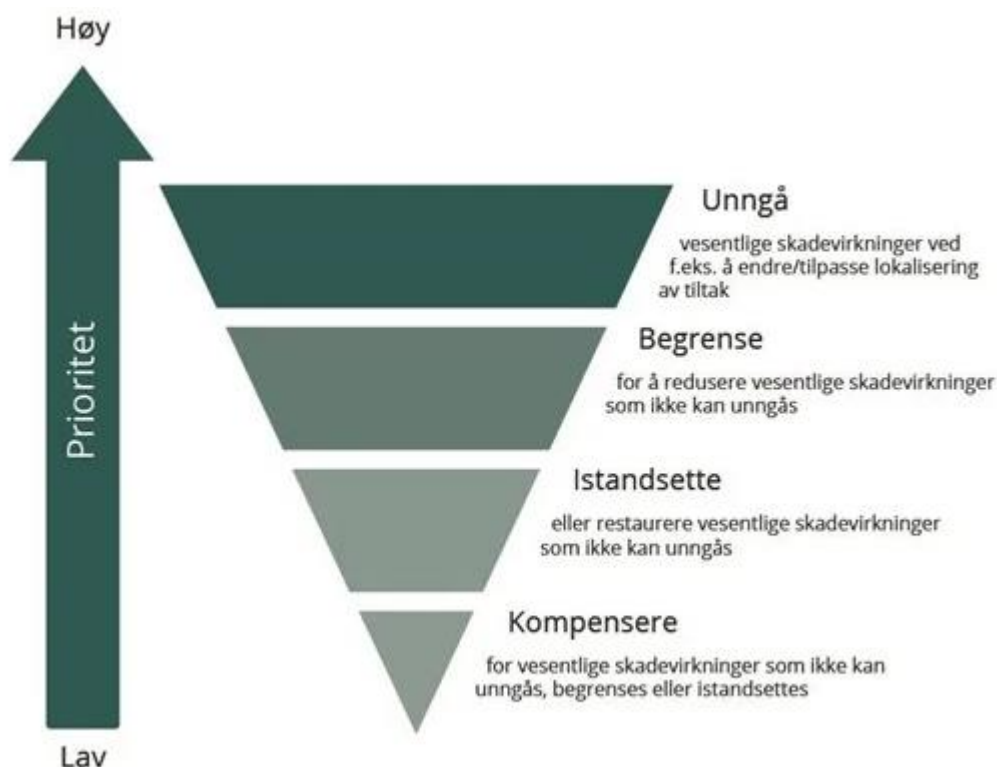 Høy
Prioritet
Lav
Unngå
vesentlige skadevirkninger ved
f.eks. å endre/tilpasse lokalisering
av tiltak
Begrense
for å redusere vesentlige skadevirkninger
som ikke kan unngås
Istandsette
eller restaurere vesentlige skadevirkninger
som ikke kan unngås
Kompensere
for vesentlige skadevirkninger som ikke kan
unngås, begrenses eller istandsettes